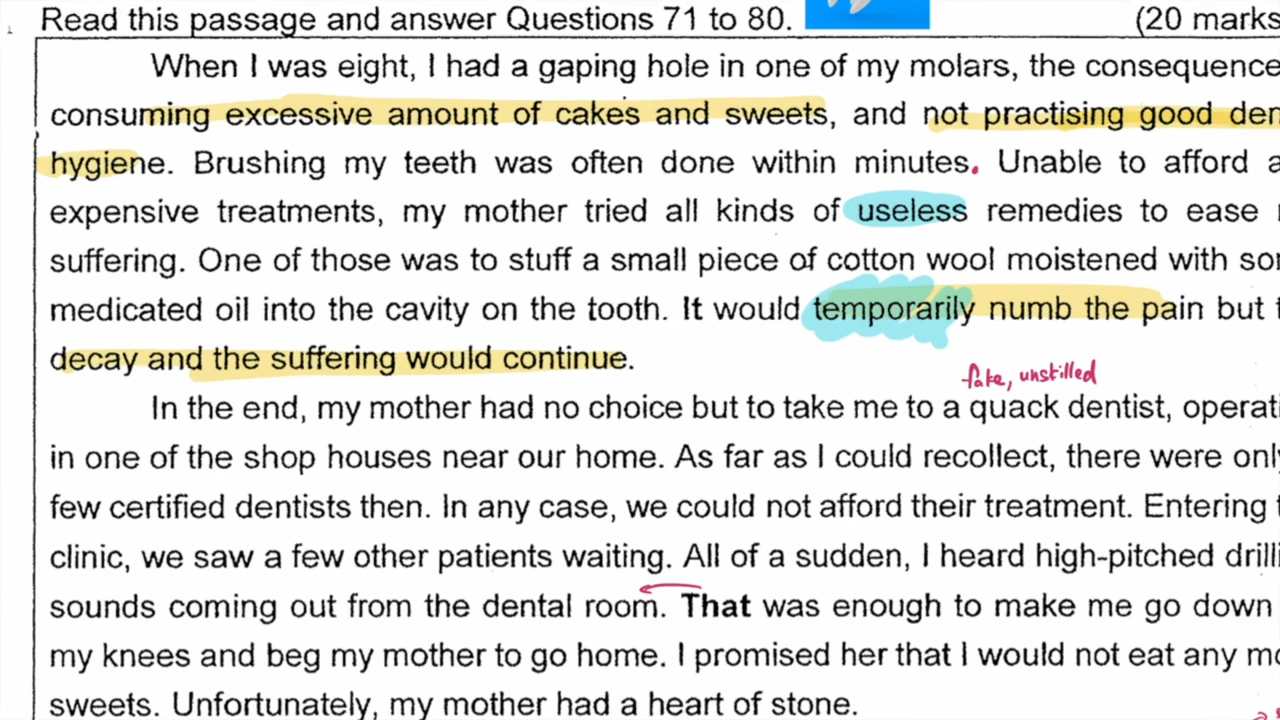 Read this passage and answer Questions 71 to 80. (20 marks
When I was eight, I had a gaping hole in one of my molars, the consequence
consuming excessive amount of cakes and sweets, and not practising good den
hygiene. Brushing my teeth was often done within minutes. Unable to afford a
expensive treatments, my mother tried all kinds of useless remedies to ease
suffering. One of those was to stuff a small piece of cotton wool moistened with so
medicated oil into the cavity on the tooth. It would temporarily numb the pain but
decay and the suffering would continue.
fake, unskilled
In the end, my mother had no choice but to take me to a quack dentist, operati
in one of the shop houses near our home. As far as I could recollect, there were only
few certified dentists then. In any case, we could not afford their treatment. Entering
clinic, we saw a few other patients waiting. All of a sudden, I heard high-pitched drilli
sounds coming out from the dental room. That was enough to make me go down
my knees and beg my mother to go home. I promised her that I would not eat any mo
sweets. Unfortunately, my mother had a heart of stone.